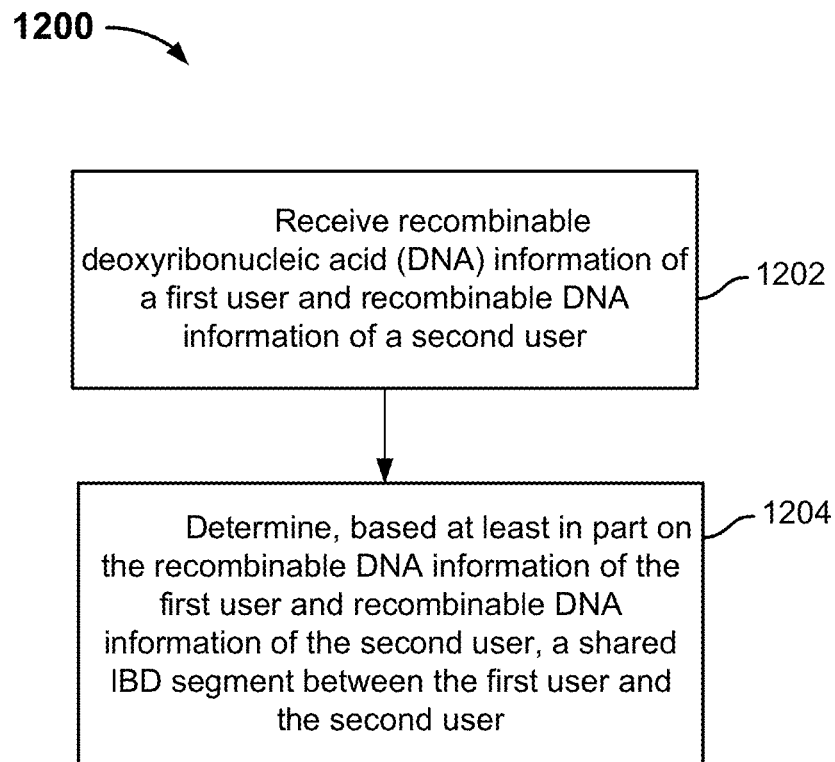 1200
Receive recombinable
deoxyribonucleic acid (DNA) information of
a first user and recombinable DNA
information of a second user
1202
Determine, based at least in part on
the recombinable DNA information of the
first user and recombinable DNA
information of the second user, a shared
IBD segment between the first user and
the second user
1204